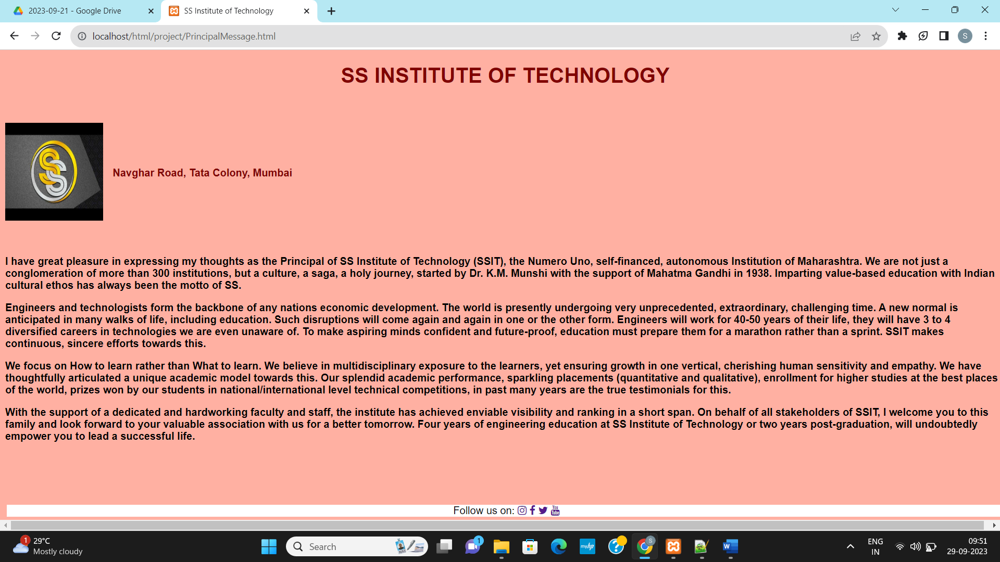 2023-09-21 - Google Drive
SS Institute of Technology
localhost/html/project/PrincipalMessage.html
S
SS INSTITUTE OF TECHNOLOGY
SS
Navghar Road, Tata Colony, Mumbai
I have great pleasure in expressing my thoughts as the Principal of SS Institute of Technology (SSIT), the Numero Uno, self-financed, autonomous Institution of Maharashtra. We are not just a
conglomeration of more than 300 institutions, but a culture, a saga, a holy journey, started by Dr. K.M. Munshi with the support of Mahatma Gandhi in 1938. Imparting value-based education with Indian
cultural ethos has always been the motto of SS.
Engineers and technologists form the backbone of any nations economic development. The world is presently undergoing very unprecedented, extraordinary, challenging time. A new normal is
anticipated in many walks of life, including education. Such disruptions will come again and again in one or the other form. Engineers will work for 40-50 years of their life, they will have 3 to 4
diversified careers in technologies we are even unaware of. To make aspiring minds confident and future-proof, education must prepare them for a marathon rather than a sprint. SSIT makes
continuous, sincere efforts towards this.
We focus on How to learn rather than What to learn. We believe in multidisciplinary exposure to the learners, yet ensuring growth in one vertical, cherishing human sensitivity and empathy. We have
thoughtfully articulated a unique academic model towards this. Our splendid academic performance, sparkling placements (quantitative and qualitative), enrollment for higher studies at the best places
of the world, prizes won by our students in national/international level technical competitions, in past many years are the true testimonials for this.
With the support of a dedicated and hardworking faculty and staff, the institute has achieved enviable visibility and ranking in a short span. On behalf of all stakeholders of SSIT, I welcome you to this
family and look forward to your valuable association with us for a better tomorrow. Four years of engineering education at SS Institute of Technology or two years post-graduation, will undoubtedly
empower you to lead a successful life.
Follow us on:
You
Tube
1
29°C
Mostly cloudy
Search
1
myhp
?
S
W
ENG
IN
09:51
29-09-2023